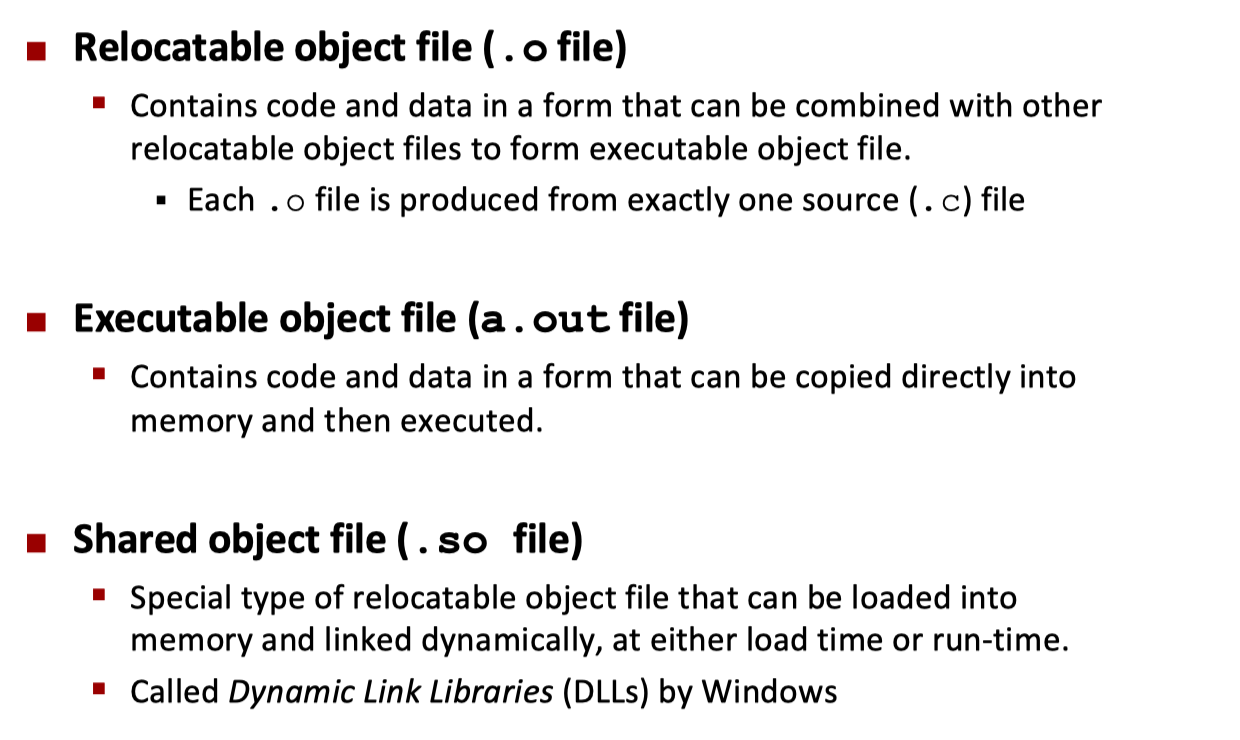 Relocatable object file (.o file)
Contains code and data in a form that can be combined with other
relocatable object files to form executable object file.
Each .o file is produced from exactly one source (.c) file
Executable object file (a.out file)
Contains code and data in a form that can be copied directly into
memory and then executed.
Shared object file (.so file)
Special type of relocatable object file that can be loaded into
memory and linked dynamically, at either load time or run-time.
Called Dynamic Link Libraries (DLLs) by Windows